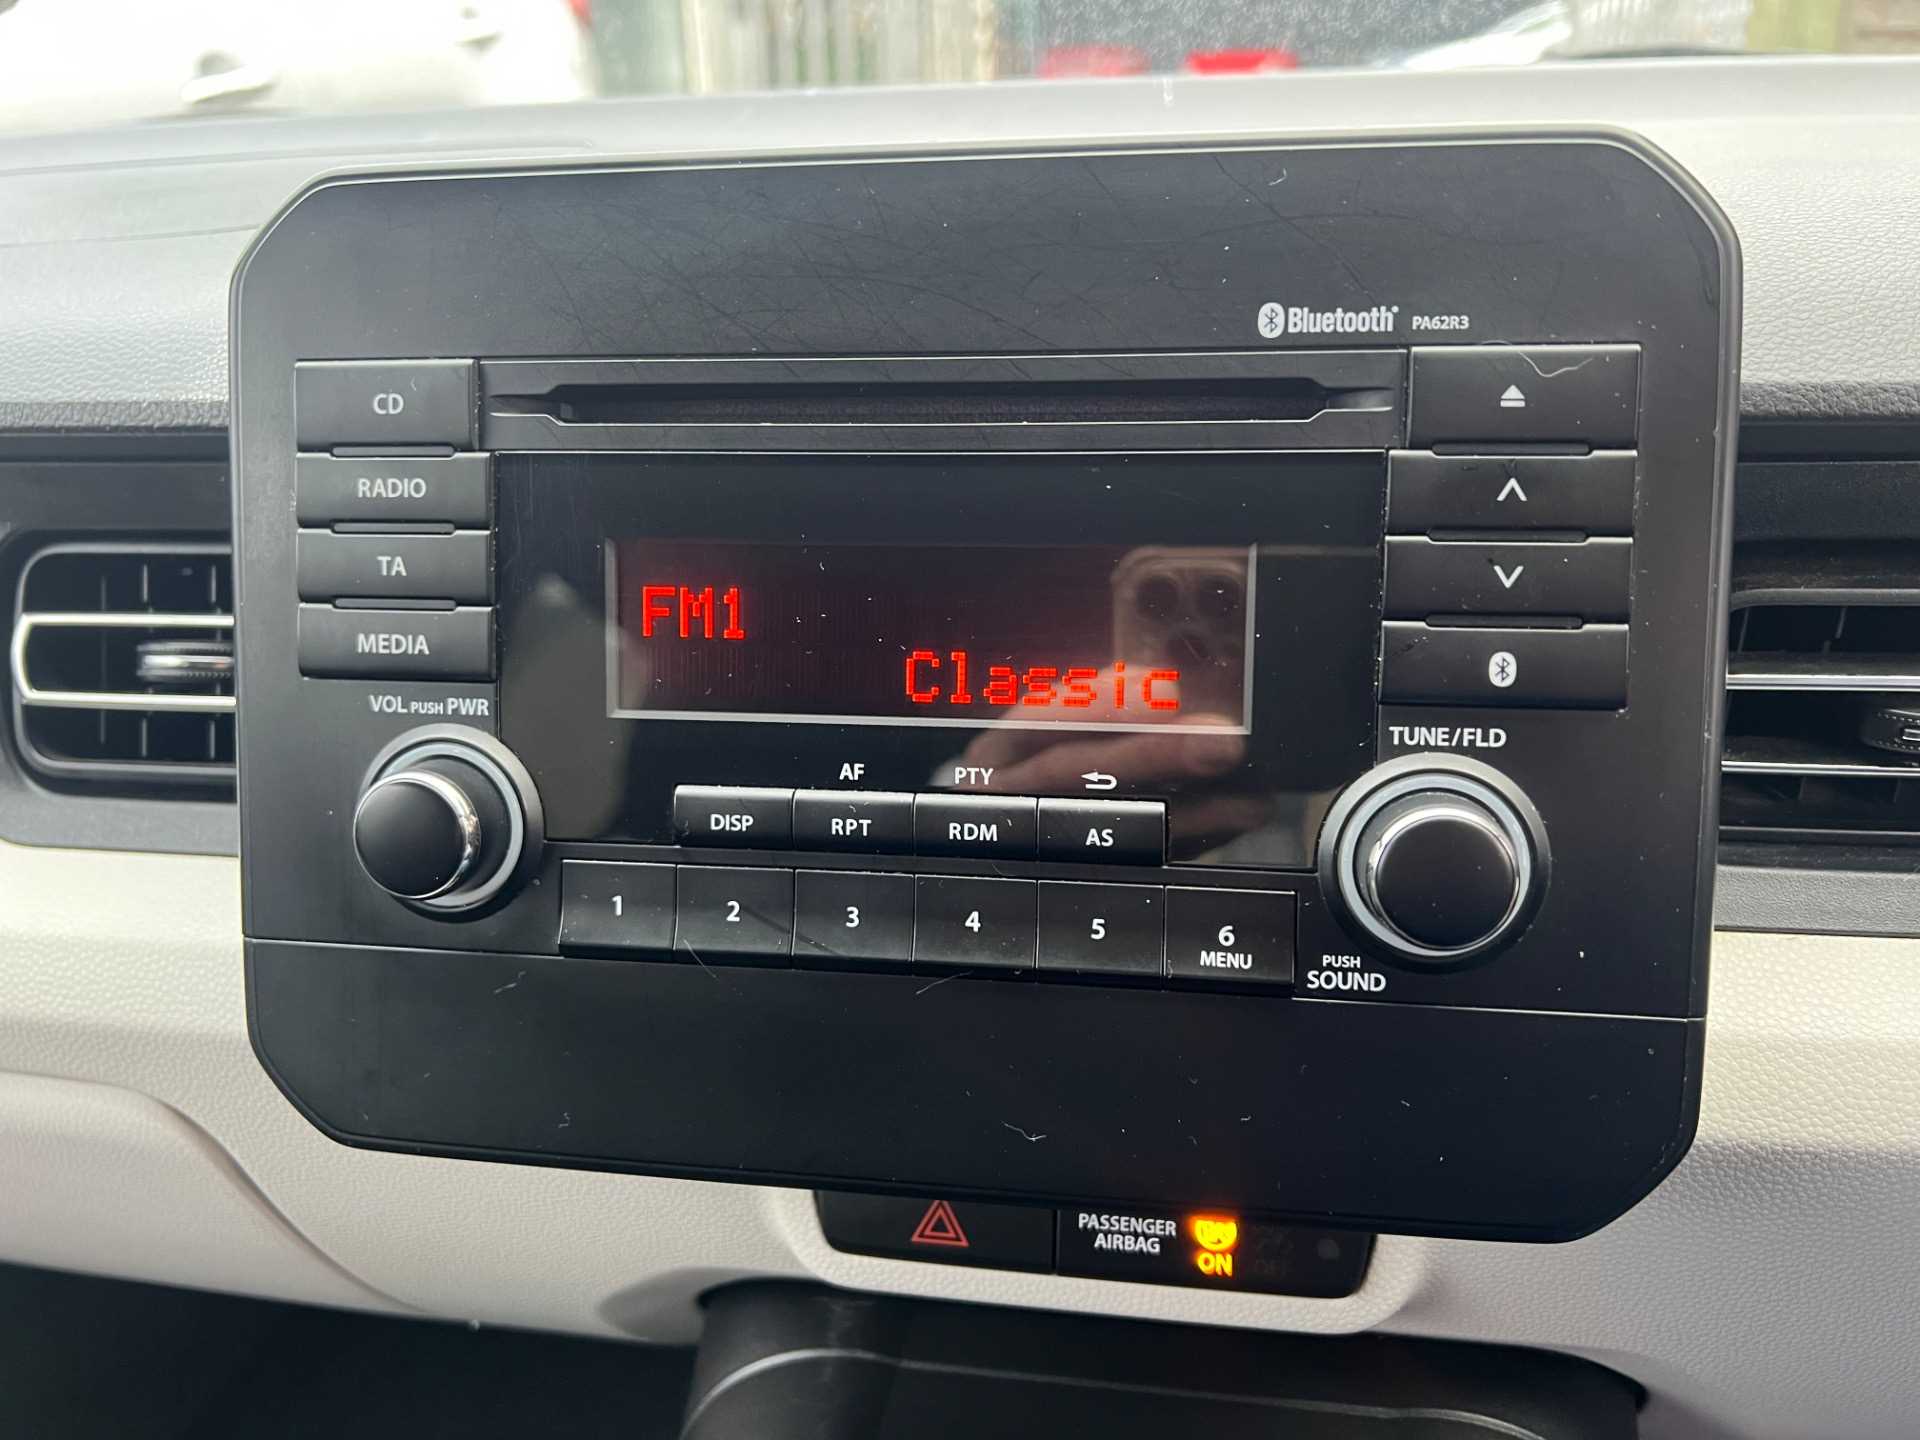 Bluetooth® PA62R3
CD
RADIO
TA
MEDIA
VOL PUSH PWR
FM1
Classic
TUNE/FLD
AF
PTY
DISP
RPT
RDM
AS
1
2
3
4
5
6
MENU
PUSH
SOUND
PASSENGER
AIRBAG
ON
OFF